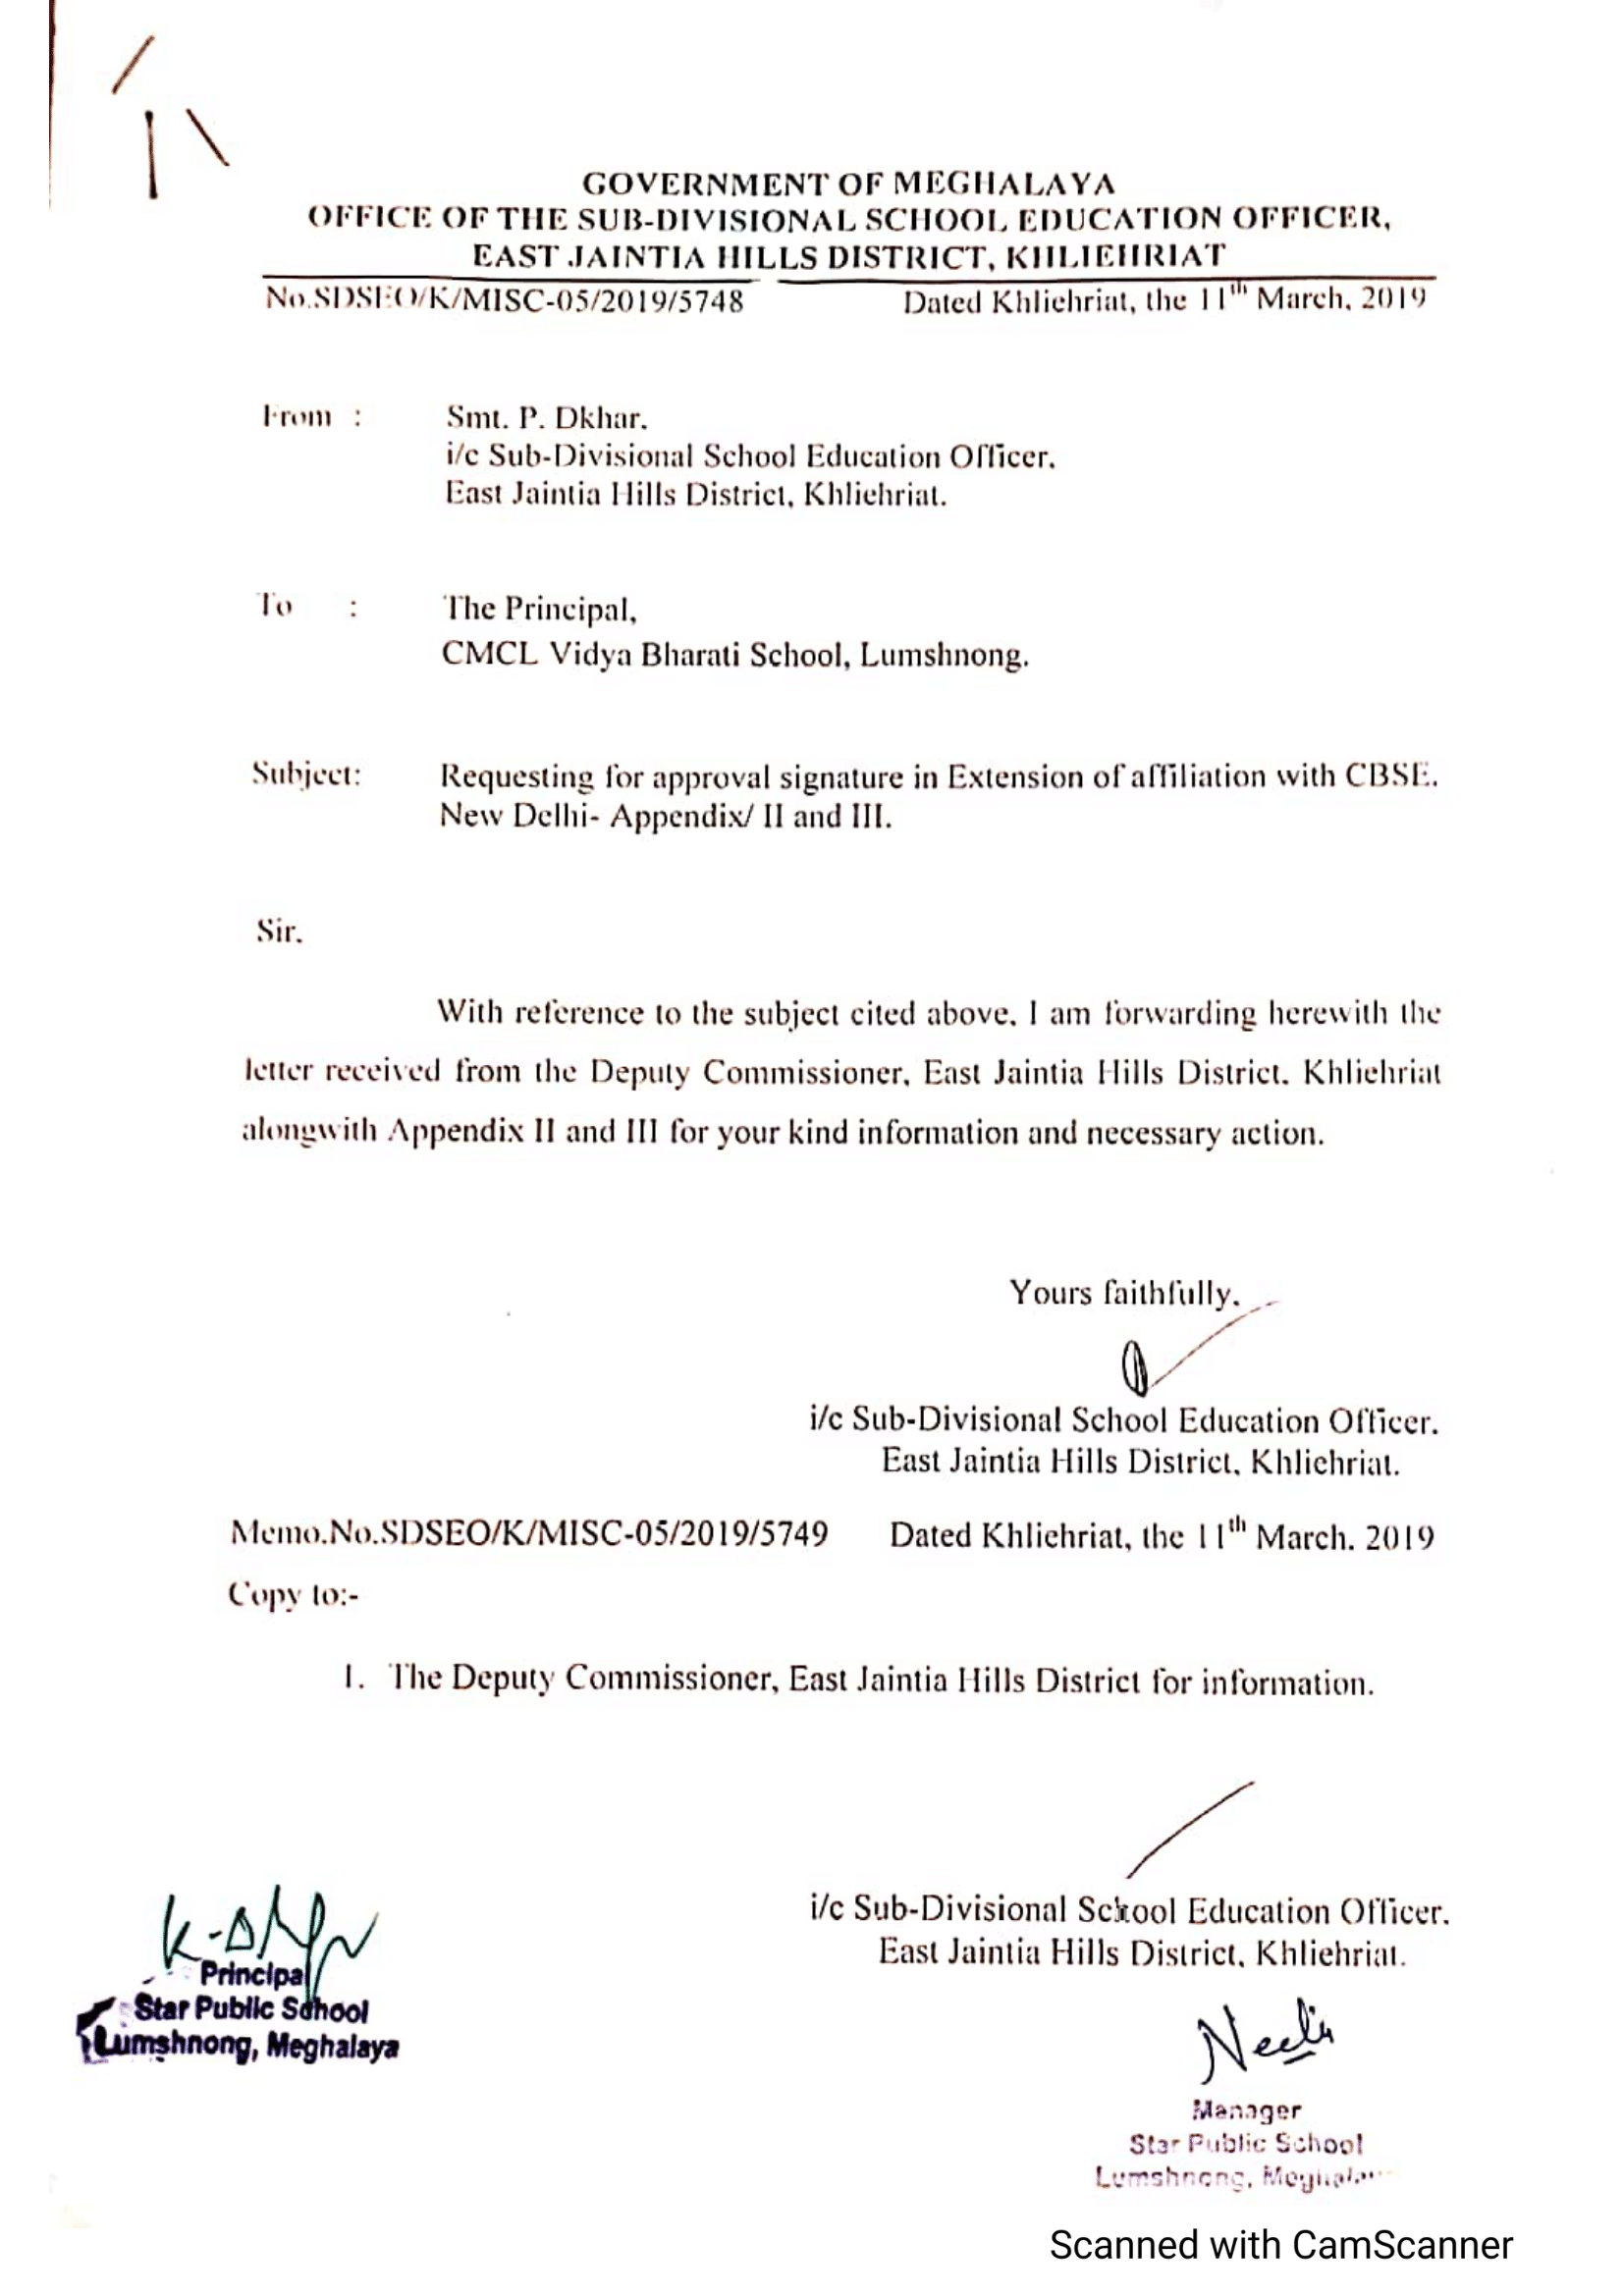 GOVERNMENT OF MEGHALAYA
OFFICE OF THE SUB-DIVISIONAL SCHOOL EDUCATION OFFICER,
EAST JAINTIA HILLS DISTRICT, KHLIEHRIAT
No.SDSEO/K/MISC-05/2019/5748 Dated Khliehriat, the 11th March, 2019
From : Smt. P. Dkhar.
i/c Sub-Divisional School Education Officer.
East Jaintia Hills District, Khliehriat.
To : The Principal,
CMCL Vidya Bharati School, Lumshnong.
Subject: Requesting for approval signature in Extension of affiliation with CBSE.
New Delhi- Appendix/ II and III.
Sir.
With reference to the subject cited above, I am forwarding herewith the
letter received from the Deputy Commissioner, East Jaintia Hills District. Khliehriat
alongwith Appendix II and III for your kind information and necessary action.
Yours faithfully.
i/c Sub-Divisional School Education Officer.
East Jaintia Hills District, Khliehriat.
Memo.No.SDSEO/K/MISC-05/2019/5749 Dated Khliehriat, the 11th March. 2019
Copy to:-
1. The Deputy Commissioner, East Jaintia Hills District for information.
i/c Sub-Divisional School Education Officer.
East Jaintia Hills District, Khliehriat.
Principal
Star Public School
Lumshnong, Meghalaya
Manager
Star Public School
Lumshnong, Meghalaya
Scanned with CamScanner